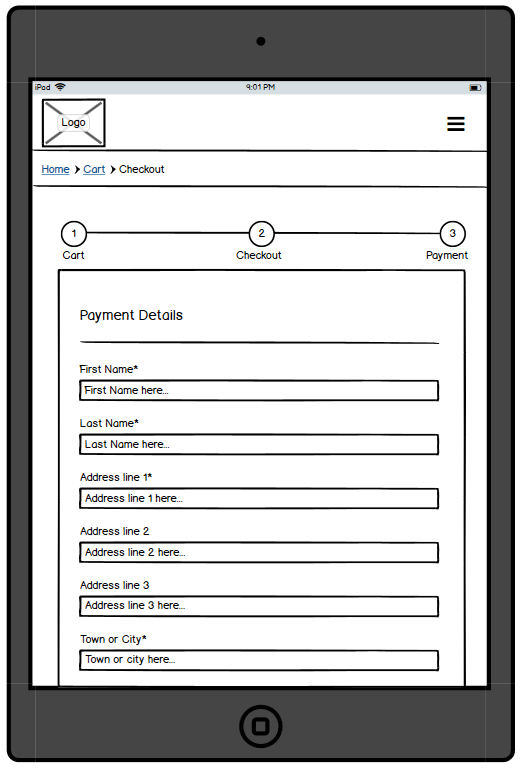 iPod 9:01 PM
Logo
Home > Cart > Checkout
1 2 3
Cart Checkout Payment
Payment Details
First Name*
First Name here...
Last Name*
Last Name here...
Address line 1*
Address line 1 here...
Address line 2
Address line 2 here...
Address line 3
Address line 3 here...
Town or City*
Town or city here...